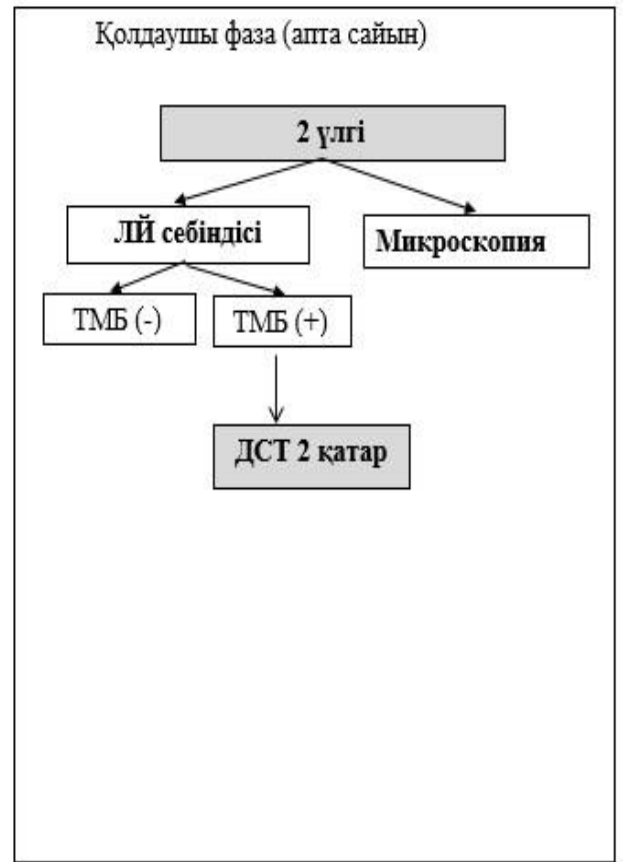 Қолдаушы фаза (апта сайын)
2 үлгі
ЛЙ себіндісі
Микроскопия
ТМБ (-)
ТМБ (+)
ДСТ 2 қатар